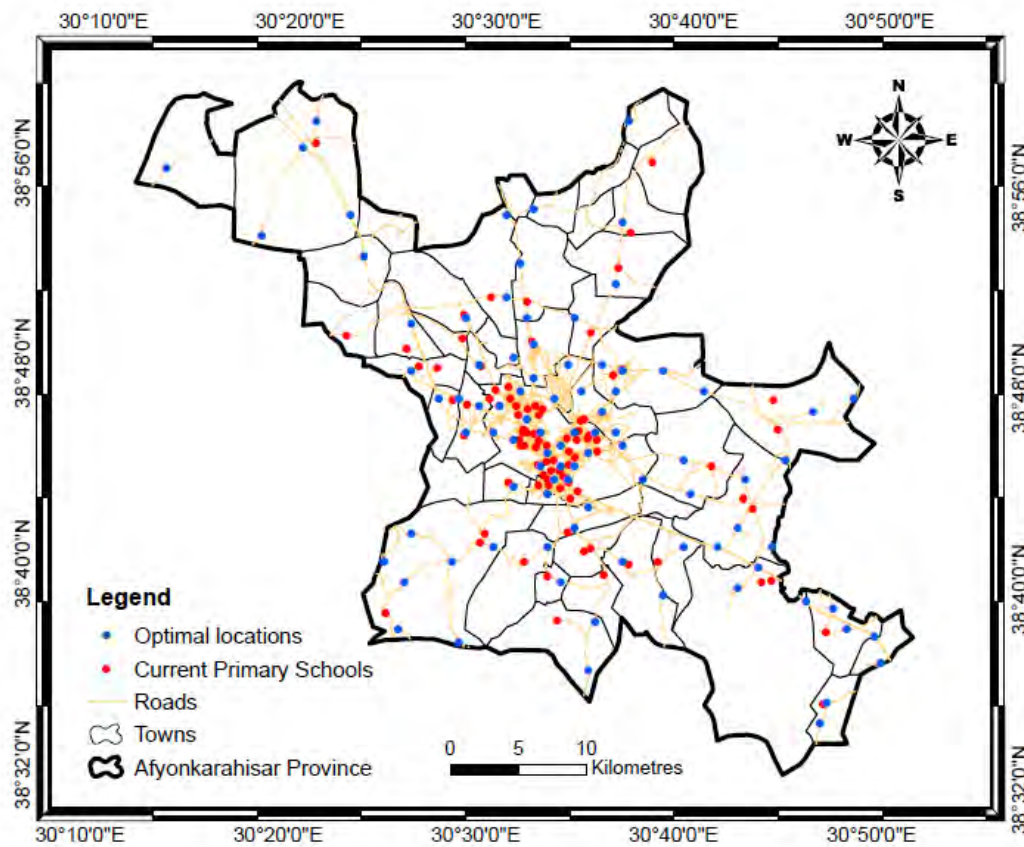 30°10'0"E 30°20'0"E 30°30'0"E 30°40'0"E 30°50'0"E
N
W E
S
38°56'0"N 38°56'0"N
38°48'0"N 38°48'0"N
38°40'0"N 38°40'0"N
38°32'0"N 38°32'0"N
Legend
Optimal locations
Current Primary Schools
Roads
Towns
Afyonkarahisar Province
0 5 10
Kilometres
30°10'0"E 30°20'0"E 30°30'0"E 30°40'0"E 30°50'0"E